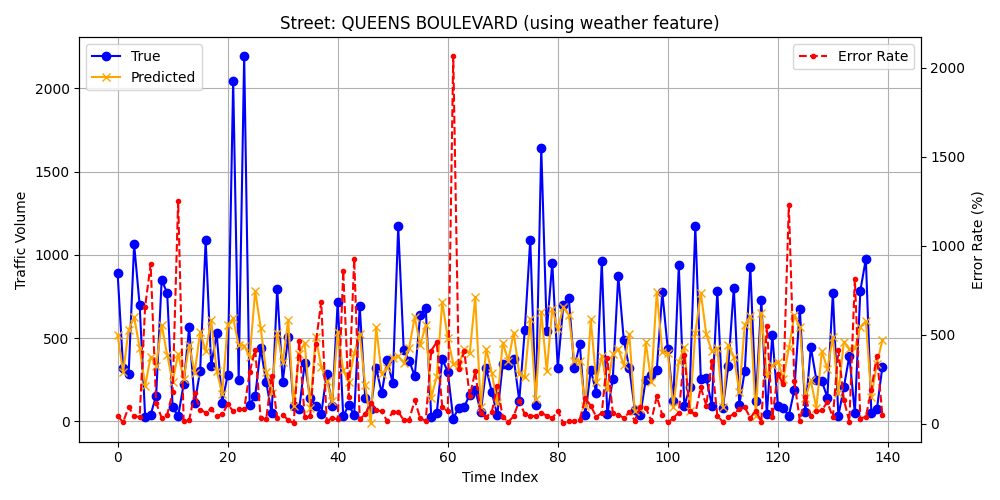 Street: QUEENS BOULEVARD (using weather feature)
True
Predicted
Error Rate
Traffic Volume
2000
1500
1000
500
0
2000
1500
1000
500
0
Error Rate (%)
0 20 40 60 80 100 120 140
Time Index